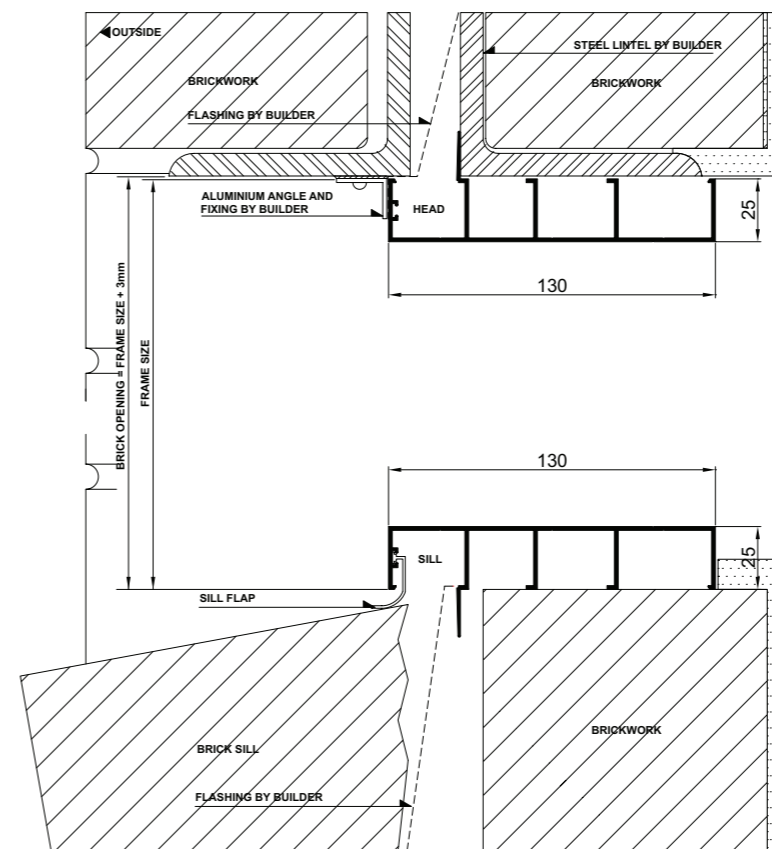 OUTSIDE
STEEL LINTEL BY BUILDER
BRICKWORK
BRICKWORK
FLASHING BY BUILDER
ALUMINIUM ANGLE AND
FIXING BY BUILDER
HEAD
25
130
BRICK OPENING = FRAME SIZE + 3mm
FRAME SIZE
130
SILL
25
SILL FLAP
BRICKWORK
BRICK SILL
FLASHING BY BUILDER